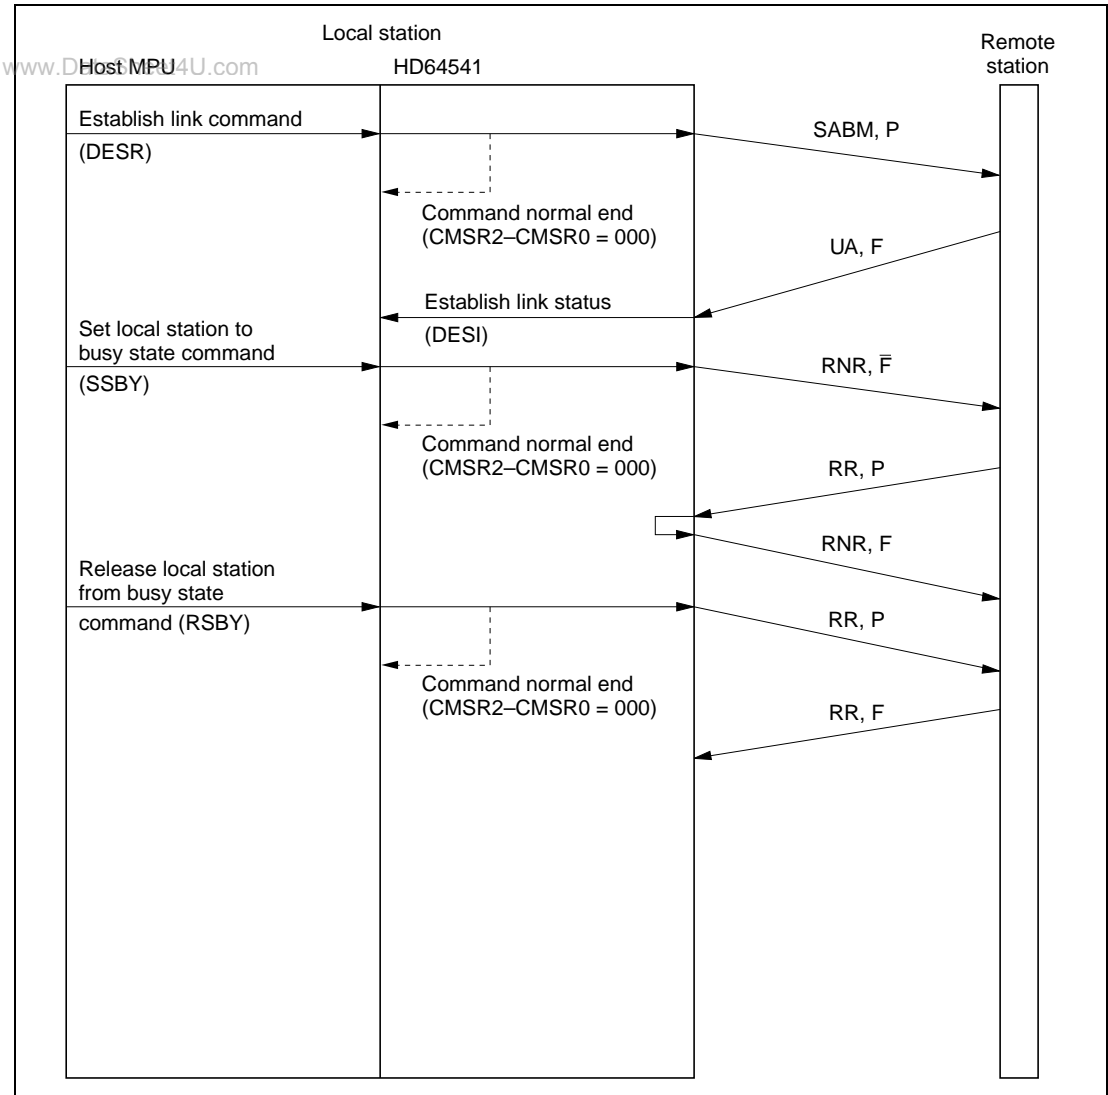 Local station
Remote
station
www.DataSheet4U.com
Host MPU
HD64541
Establish link command
(DESR)
SABM, P
Command normal end
(CMSR2–CMSR0 = 000)
UA, F
Establish link status
(DESI)
Set local station to
busy state command
(SSBY)
RNR, F̅
Command normal end
(CMSR2–CMSR0 = 000)
RR, P
RNR, F
Release local station
from busy state
command (RSBY)
RR, P
Command normal end
(CMSR2–CMSR0 = 000)
RR, F